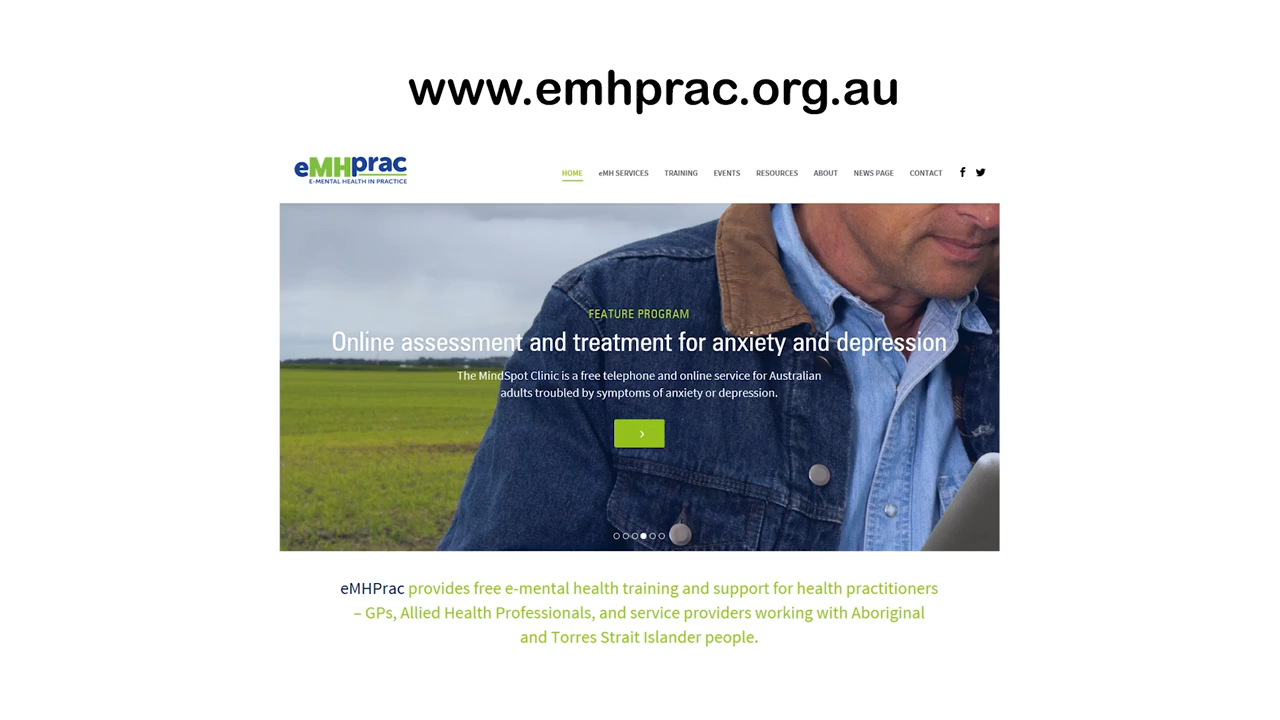 www.emhprac.org.au
eMHprac
E-MENTAL HEALTH IN PRACTICE
HOME eMH SERVICES TRAINING EVENTS RESOURCES ABOUT NEWS PAGE CONTACT
FEATURE PROGRAM
Online assessment and treatment for anxiety and depression
The MindSpot Clinic is a free telephone and online service for Australian
adults troubled by symptoms of anxiety or depression.
eMHPrac provides free e-mental health training and support for health practitioners
– GPs, Allied Health Professionals, and service providers working with Aboriginal
and Torres Strait Islander people.